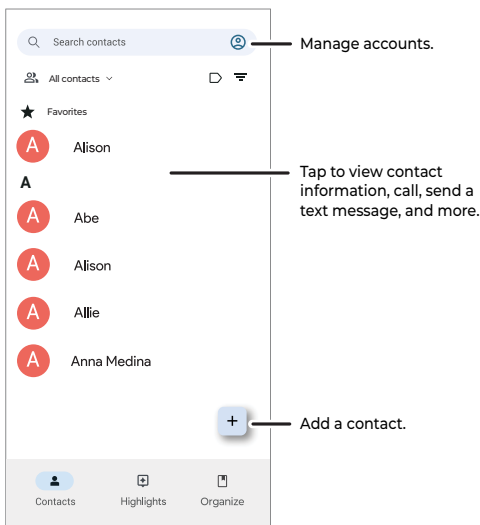 Search contacts
Manage accounts.
All contacts
Favorites
A Alison
Tap to view contact
information, call, send a
text message, and more.
A
A Abe
A Alison
A Allie
A Anna Medina
+
Add a contact.
Contacts Highlights Organize